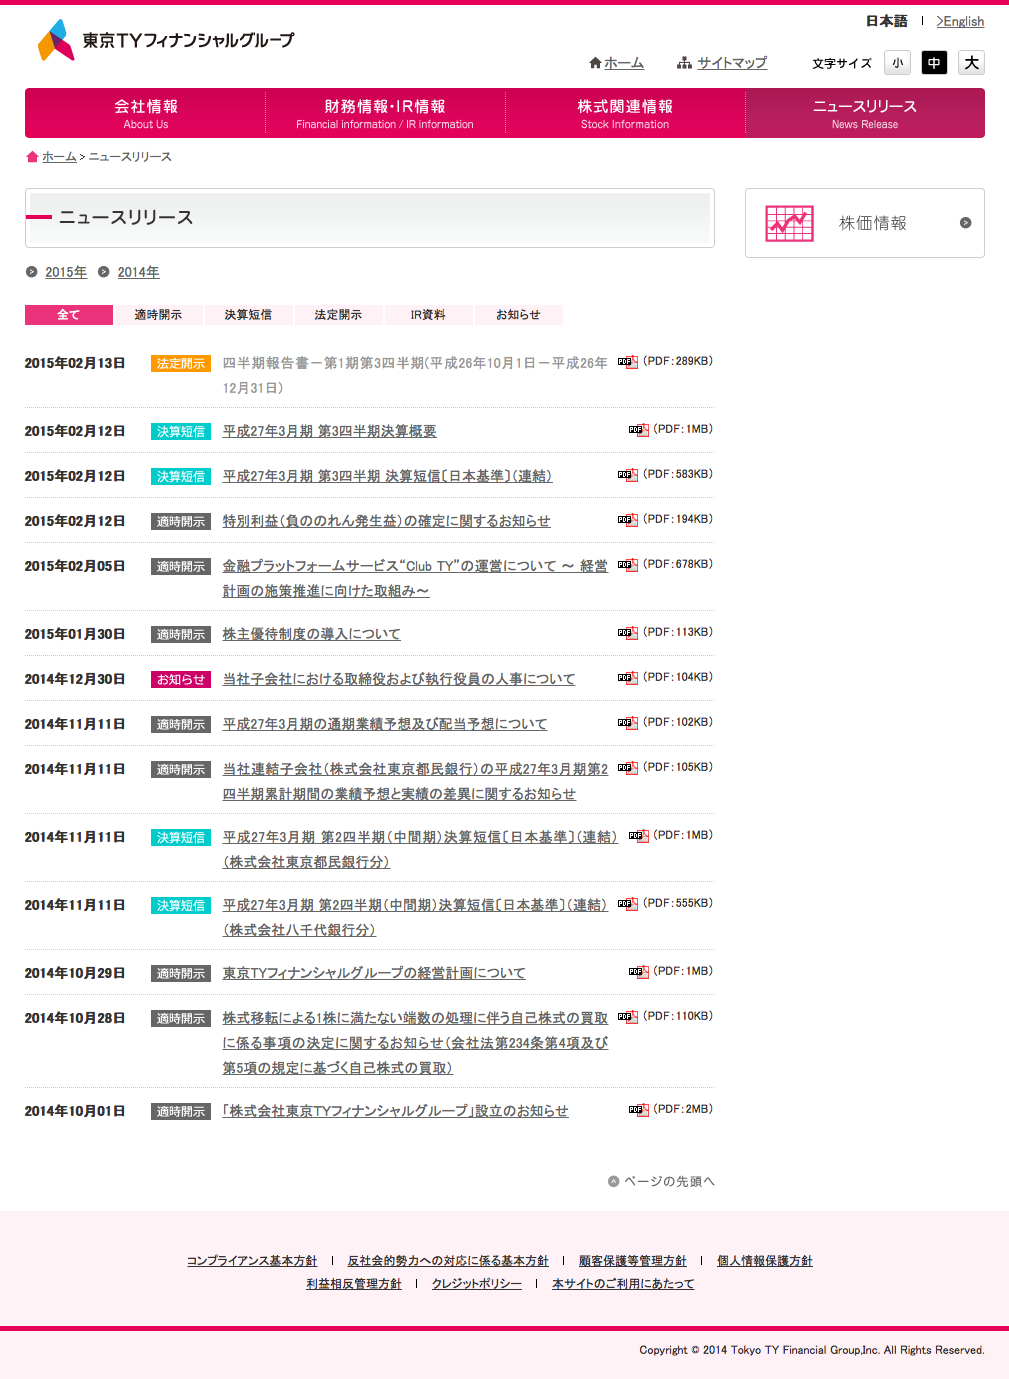 日本語 | >English
東京TYフィナンシャルグループ
ホーム サイトマップ 文字サイズ 小 中 大
会社情報 財務情報・IR情報 株式関連情報 ニュースリリース
About Us Financial information / IR information Stock Information News Release
ホーム > ニュースリリース
ニュースリリース
株価情報
2015年 2014年
全て 適時開示 決算短信 法定開示 IR資料 お知らせ
2015年02月13日 法定開示 四半期報告書－第1期第3四半期(平成26年10月1日－平成26年 (PDF:289KB)
12月31日)
2015年02月12日 決算短信 平成27年3月期 第3四半期決算概要 (PDF:1MB)
2015年02月12日 決算短信 平成27年3月期 第3四半期 決算短信〔日本基準〕(連結) (PDF:583KB)
2015年02月12日 適時開示 特別利益(負ののれん発生益)の確定に関するお知らせ (PDF:194KB)
2015年02月05日 適時開示 金融プラットフォームサービス“Club TY”の運営について ～ 経営 (PDF:678KB)
計画の施策推進に向けた取組み～
2015年01月30日 適時開示 株主優待制度の導入について (PDF:113KB)
2014年12月30日 お知らせ 当社子会社における取締役および執行役員の人事について (PDF:104KB)
2014年11月11日 適時開示 平成27年3月期の通期業績予想及び配当予想について (PDF:102KB)
2014年11月11日 適時開示 当社連結子会社(株式会社東京都民銀行)の平成27年3月期第2 (PDF:105KB)
四半期累計期間の業績予想と実績の差異に関するお知らせ
2014年11月11日 決算短信 平成27年3月期 第2四半期(中間期)決算短信〔日本基準〕(連結) (PDF:1MB)
(株式会社東京都民銀行分)
2014年11月11日 決算短信 平成27年3月期 第2四半期(中間期)決算短信〔日本基準〕(連結) (PDF:555KB)
(株式会社八千代銀行分)
2014年10月29日 適時開示 東京TYフィナンシャルグループの経営計画について (PDF:1MB)
2014年10月28日 適時開示 株式移転による1株に満たない端数の処理に伴う自己株式の買取 (PDF:110KB)
に係る事項の決定に関するお知らせ(会社法第234条第4項及び
第5項の規定に基づく自己株式の買取)
2014年10月01日 適時開示 「株式会社東京TYフィナンシャルグループ」設立のお知らせ (PDF:2MB)
ページの先頭へ
コンプライアンス基本方針 | 反社会的勢力への対応に係る基本方針 | 顧客保護等管理方針 | 個人情報保護方針
利益相反管理方針 | クレジットポリシー | 本サイトのご利用にあたって
Copyright © 2014 Tokyo TY Financial Group,Inc. All Rights Reserved.